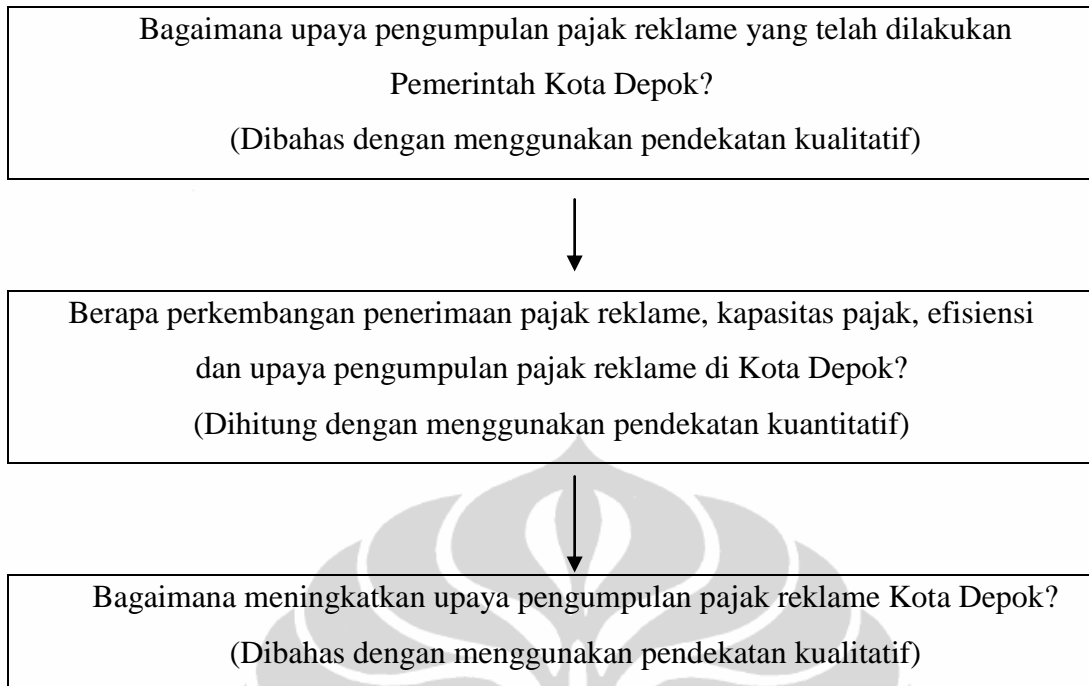 Bagaimana upaya pengumpulan pajak reklame yang telah dilakukan
Pemerintah Kota Depok?
(Dibahas dengan menggunakan pendekatan kualitatif)
Berapa perkembangan penerimaan pajak reklame, kapasitas pajak, efisiensi
dan upaya pengumpulan pajak reklame di Kota Depok?
(Dihitung dengan menggunakan pendekatan kuantitatif)
Bagaimana meningkatkan upaya pengumpulan pajak reklame Kota Depok?
(Dibahas dengan menggunakan pendekatan kualitatif)